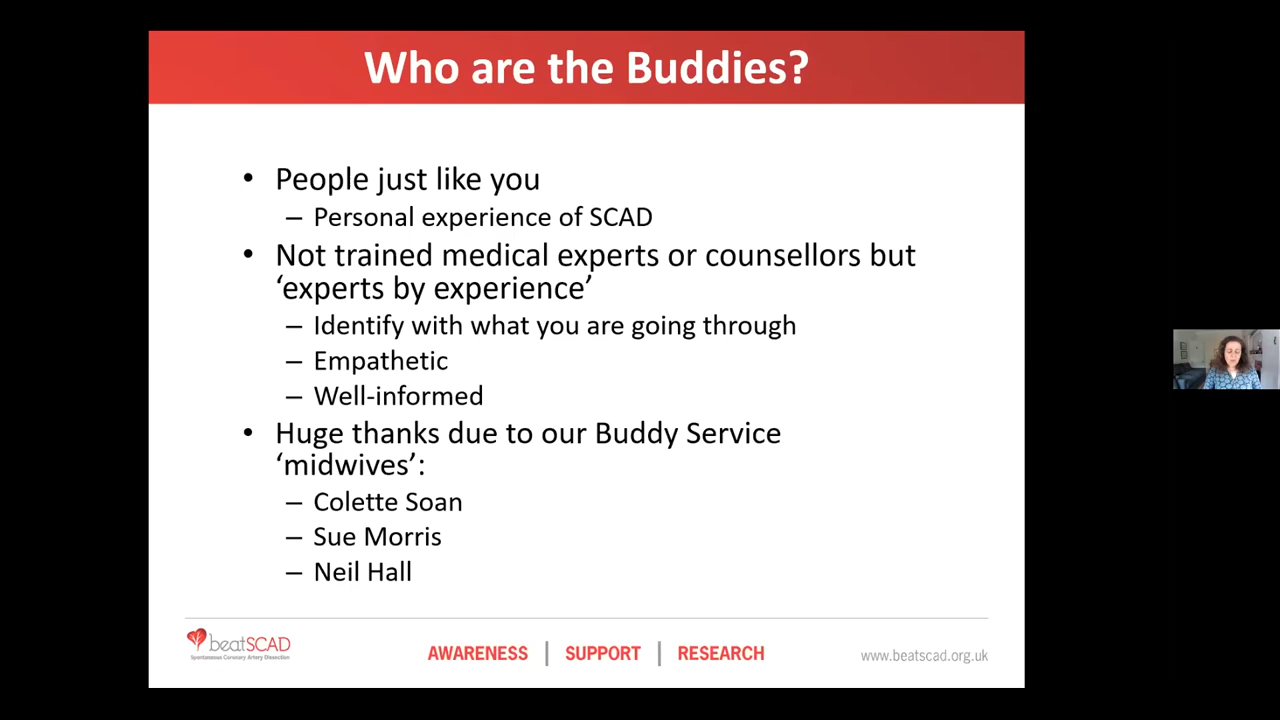 Who are the Buddies?
• People just like you
– Personal experience of SCAD
• Not trained medical experts or counsellors but
‘experts by experience’
– Identify with what you are going through
– Empathetic
– Well-informed
• Huge thanks due to our Buddy Service
‘midwives’:
– Colette Soan
– Sue Morris
– Neil Hall
beatSCAD
Spontaneous Coronary Artery Dissection
AWARENESS | SUPPORT | RESEARCH
www.beatscad.org.uk